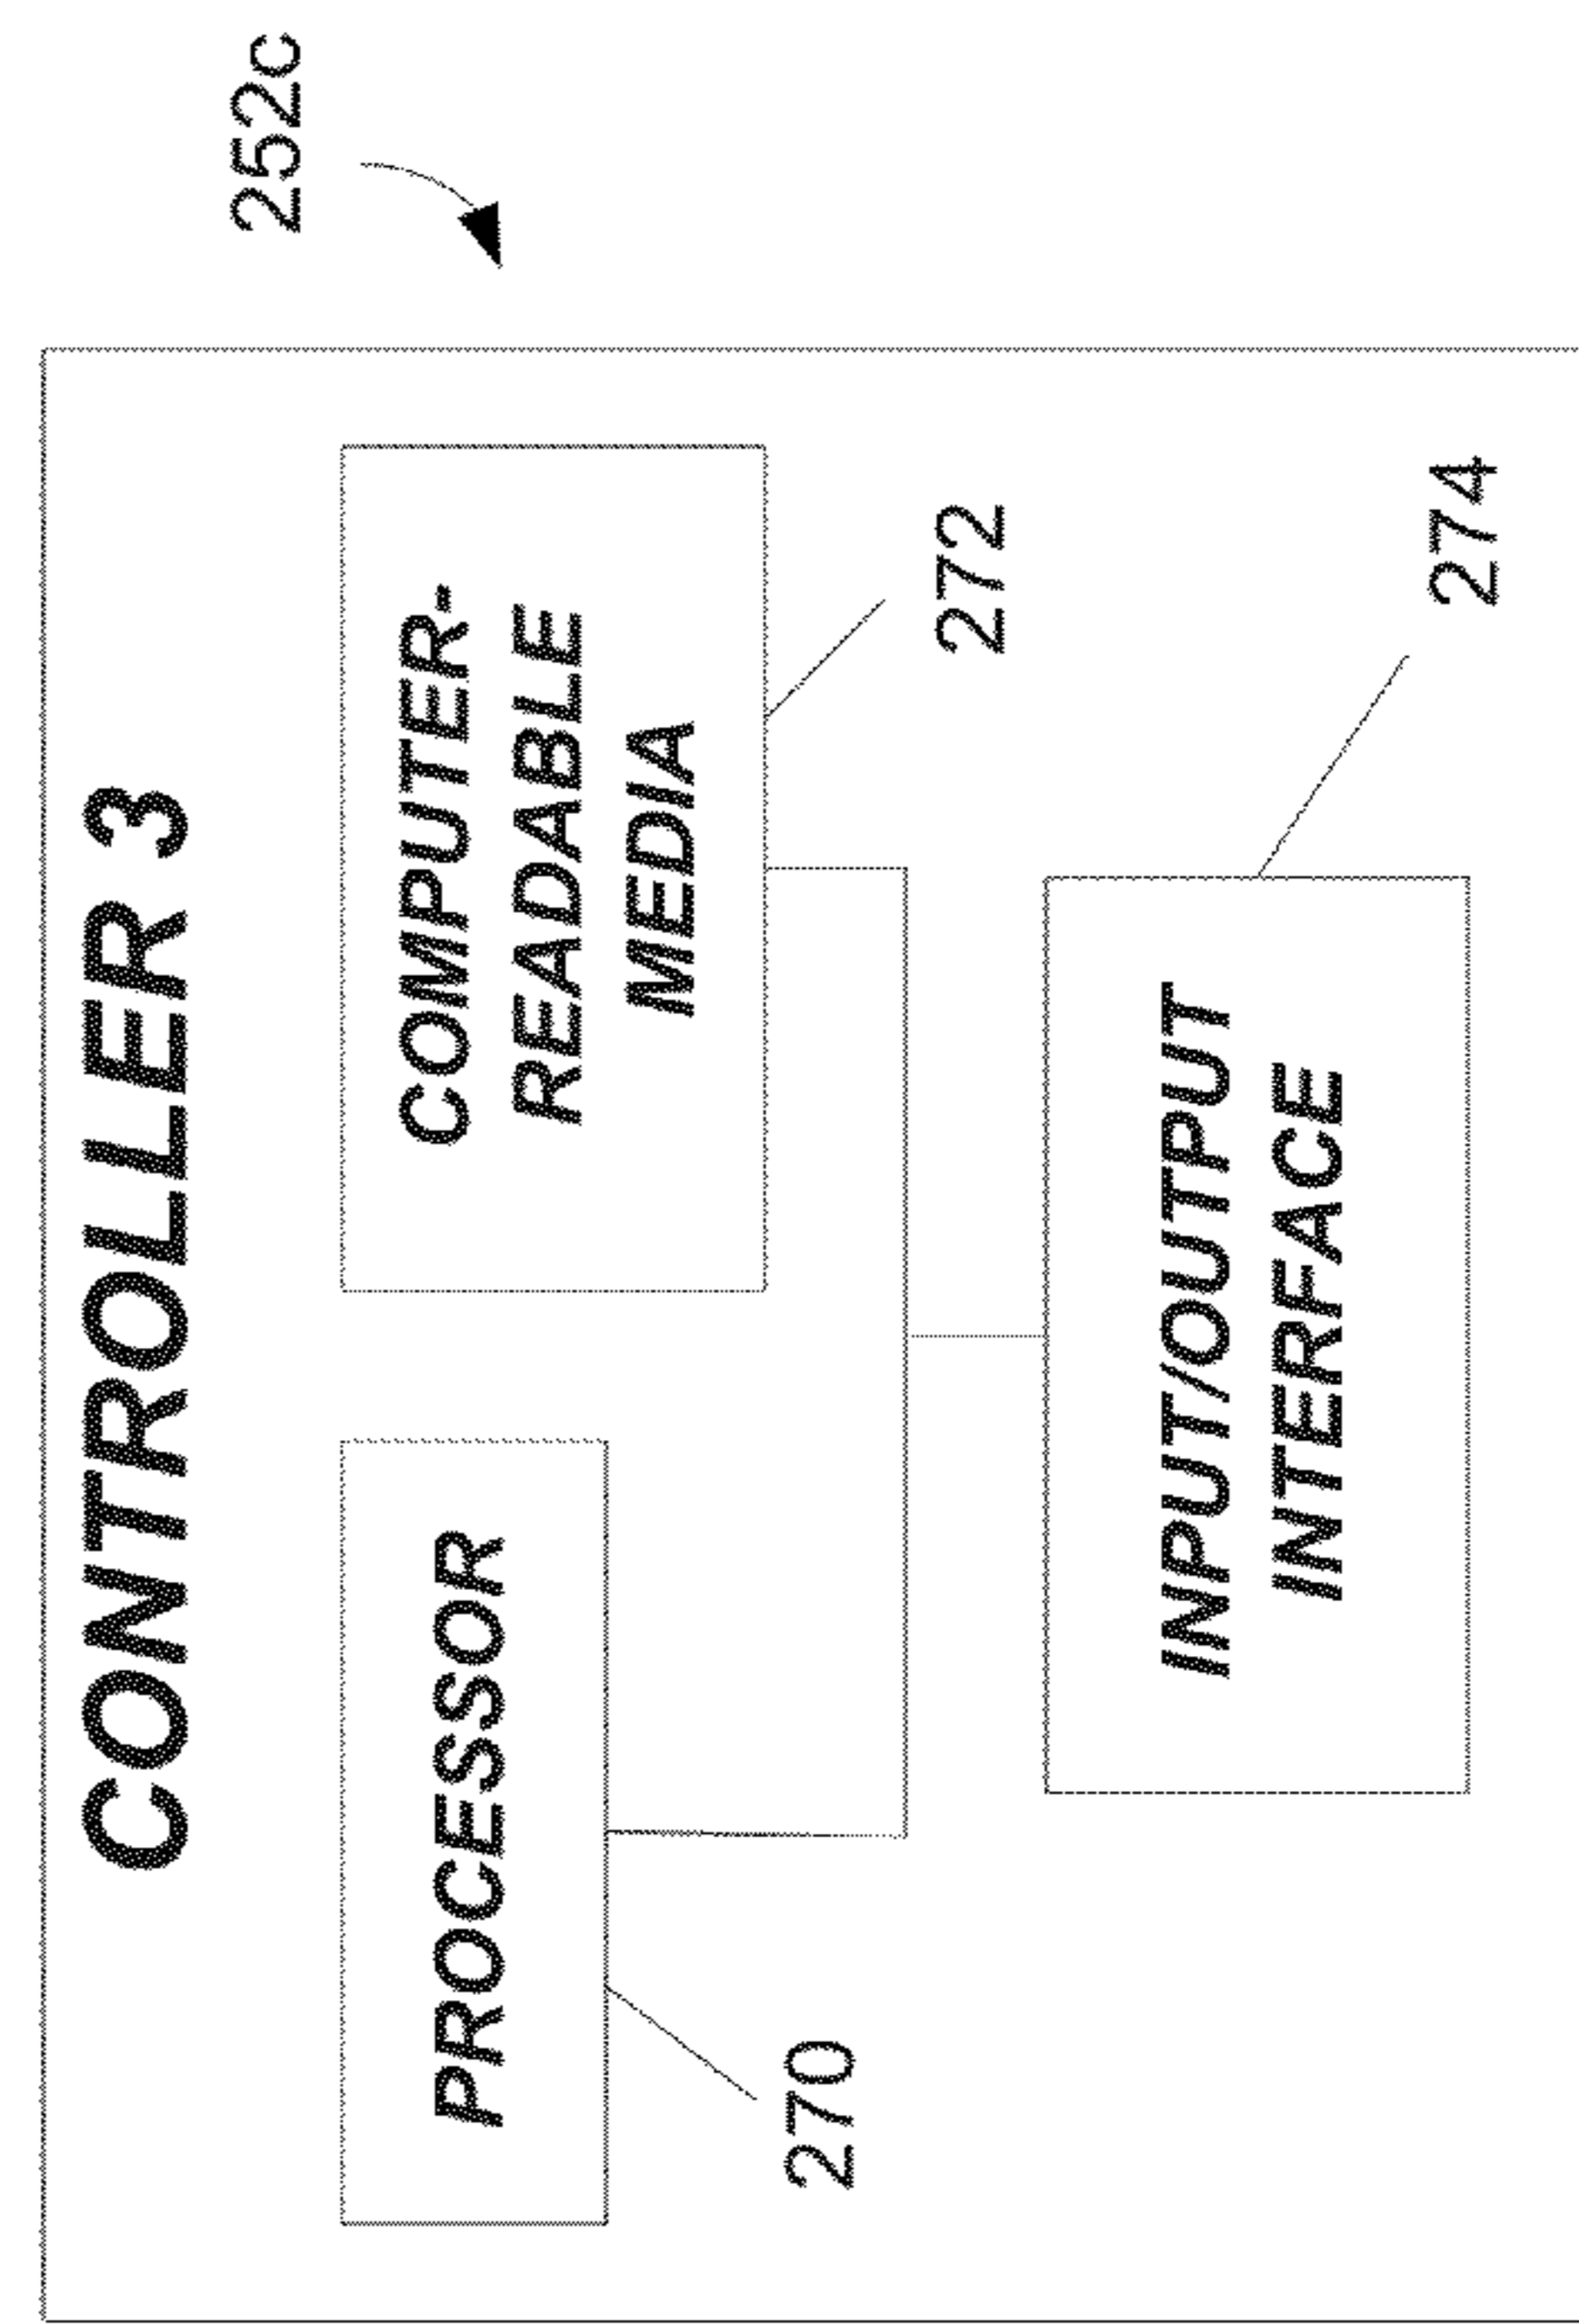 252c
CONTROLLER 3
PROCESSOR
270
COMPUTER-
READABLE
MEDIA
272
INPUT/OUTPUT
INTERFACE
274